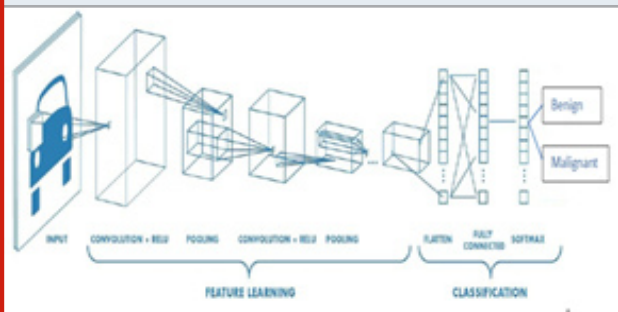 Benign
Malignant
INPUT
CONVOLUTION + RELU
POOLING
CONVOLUTION + RELU
POOLING
FLATTEN
FULLY
CONNECTED
SOFTMAX
FEATURE LEARNING
CLASSIFICATION